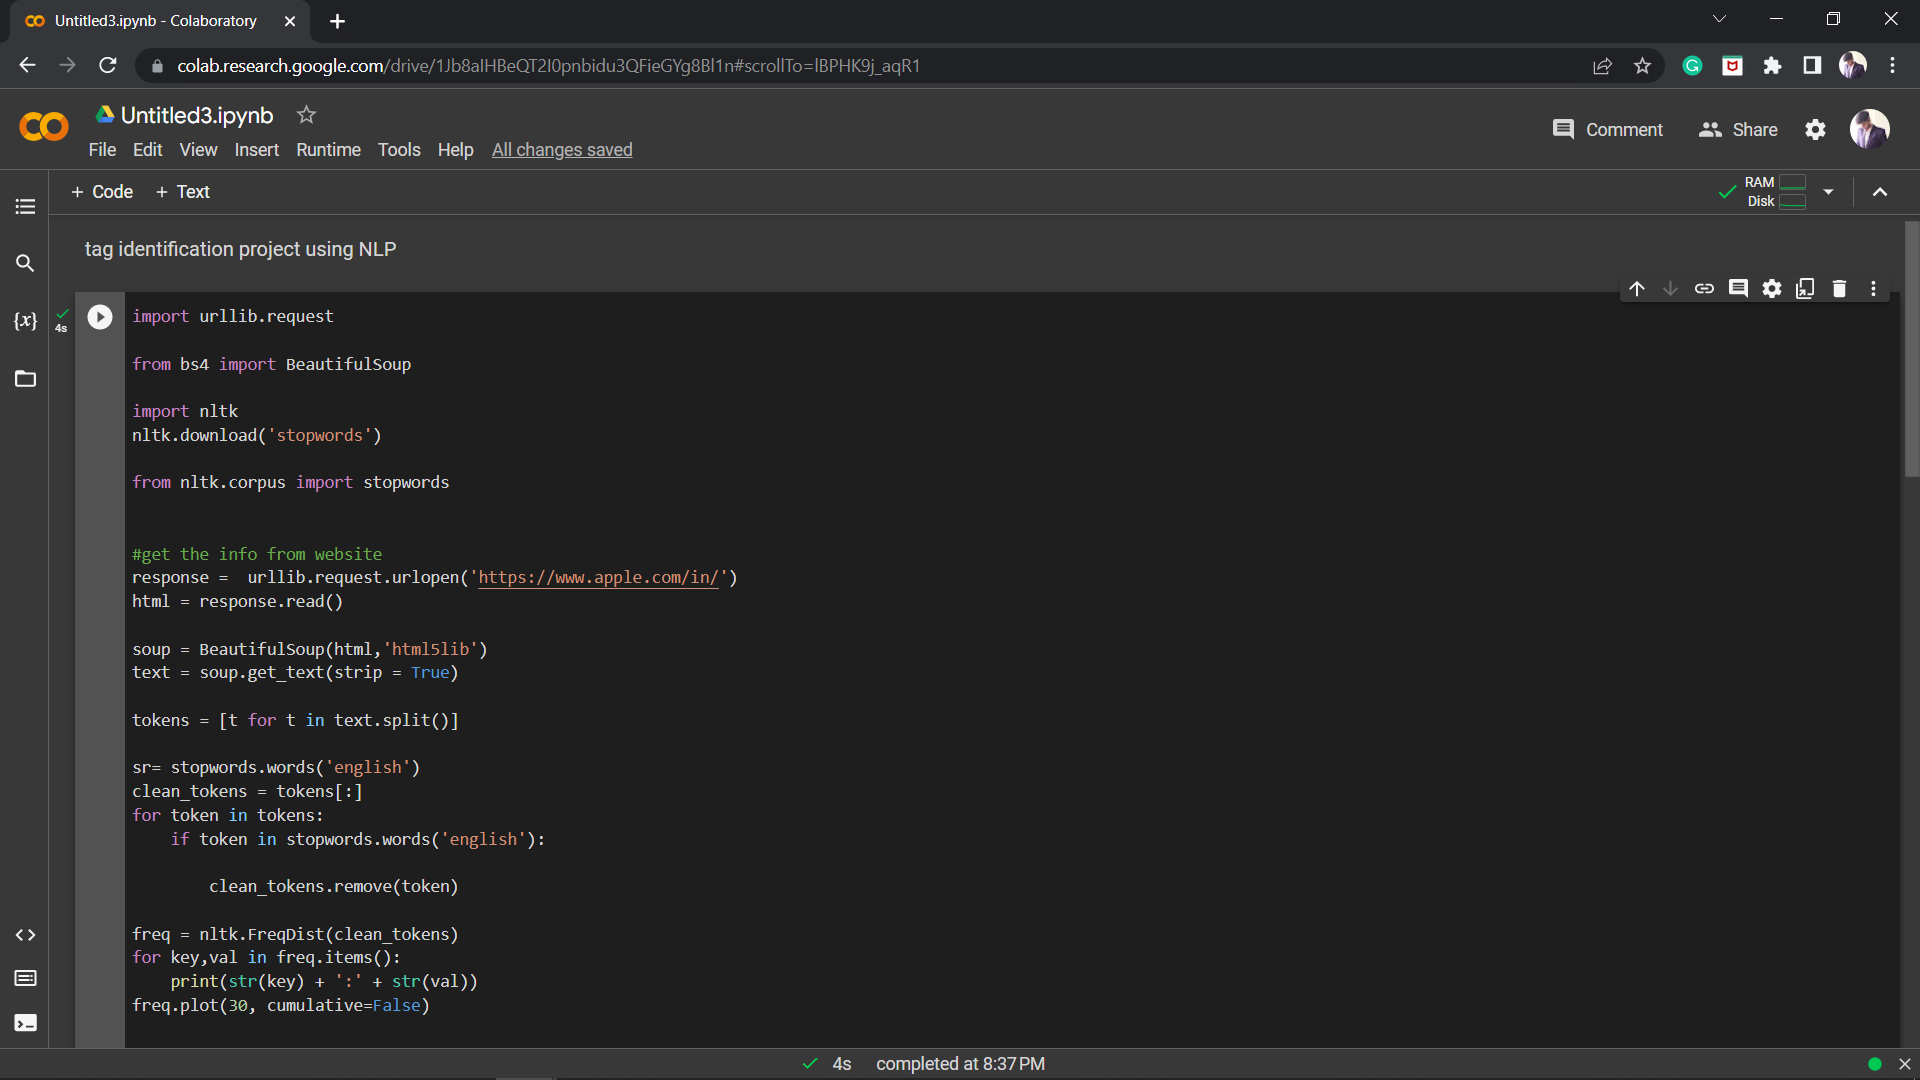 Untitled3.ipynb - Colaboratory
colab.research.google.com/drive/1Jb8aIHBeQT2I0pnbidu3QFieGYg8Bl1n#scrollTo=lBPHK9j_aqR1
Untitled3.ipynb
File Edit View Insert Runtime Tools Help All changes saved
Comment Share
+ Code + Text
RAM
Disk
tag identification project using NLP
{x}
4s
import urllib.request
from bs4 import BeautifulSoup
import nltk
nltk.download('stopwords')
from nltk.corpus import stopwords
#get the info from website
response =  urllib.request.urlopen('https://www.apple.com/in/')
html = response.read()
soup = BeautifulSoup(html,'html5lib')
text = soup.get_text(strip = True)
tokens = [t for t in text.split()]
sr= stopwords.words('english')
clean_tokens = tokens[:]
for token in tokens:
    if token in stopwords.words('english'):
        clean_tokens.remove(token)
freq = nltk.FreqDist(clean_tokens)
for key,val in freq.items():
    print(str(key) + ':' + str(val))
freq.plot(30, cumulative=False)
4s completed at 8:37 PM